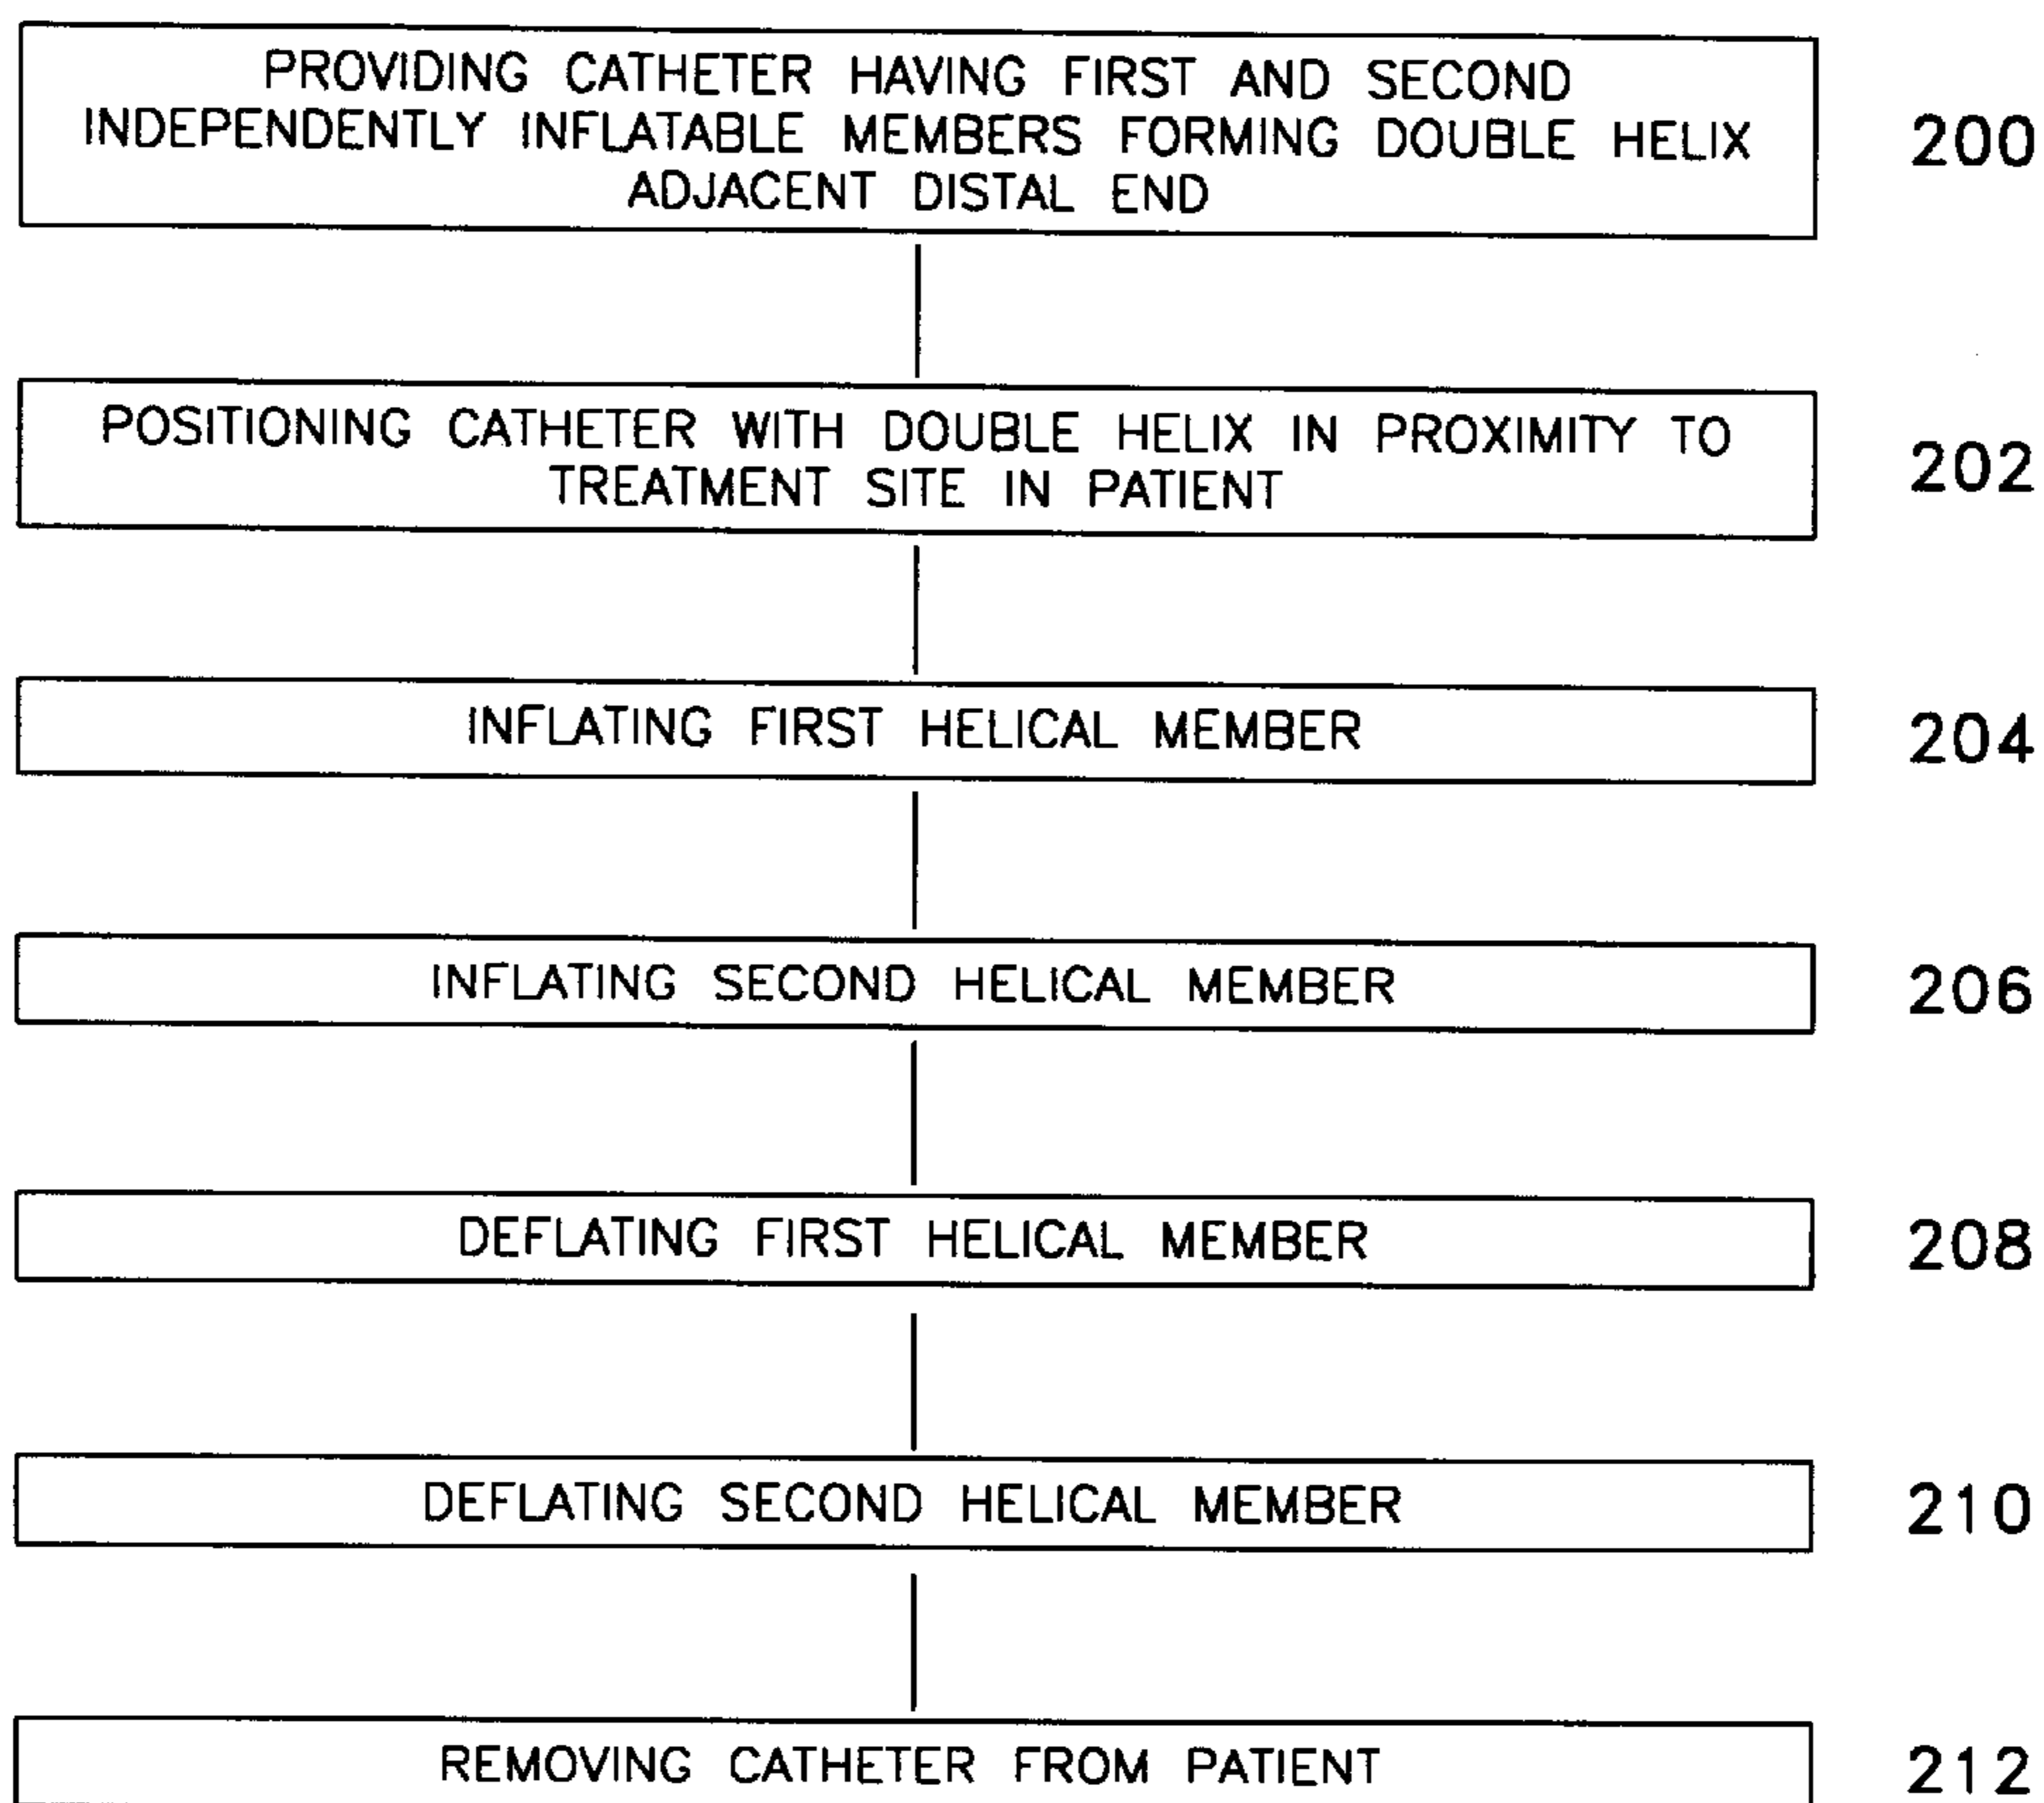 PROVIDING CATHETER HAVING FIRST AND SECOND
INDEPENDENTLY INFLATABLE MEMBERS FORMING DOUBLE HELIX
ADJACENT DISTAL END
200
POSITIONING CATHETER WITH DOUBLE HELIX IN PROXIMITY TO
TREATMENT SITE IN PATIENT
202
INFLATING FIRST HELICAL MEMBER
204
INFLATING SECOND HELICAL MEMBER
206
DEFLATING FIRST HELICAL MEMBER
208
DEFLATING SECOND HELICAL MEMBER
210
REMOVING CATHETER FROM PATIENT
212